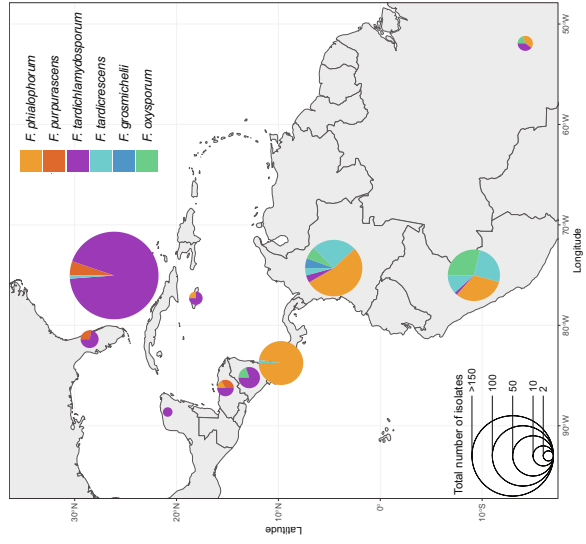 F. phialophorum
F. purpurascens
F. tardichlamydosporum
F. tardicrescens
F. grosmichelii
F. oxysporum
Total number of isolates
>150
100
50
10
2
30°N
20°N
10°N
0°
10°S
Latitude
90°W
80°W
70°W
60°W
50°W
Longitude